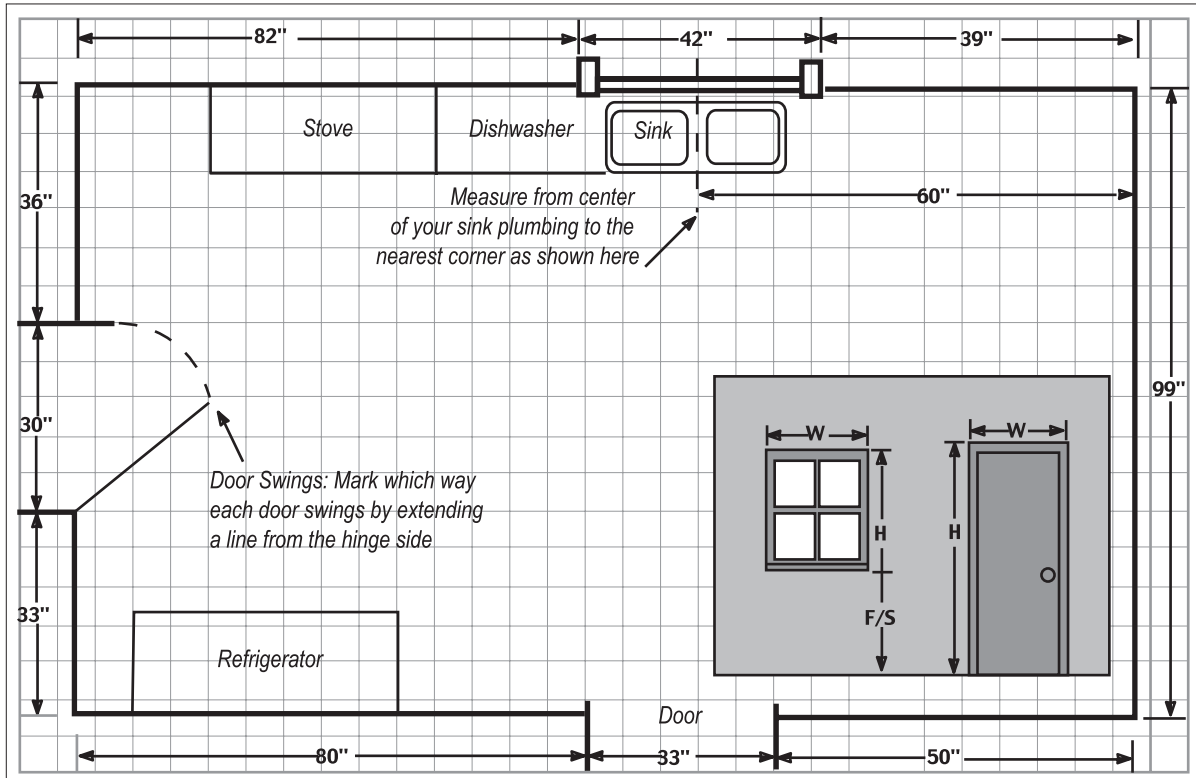 82" 42" 39"
Stove Dishwasher Sink
Measure from center
of your sink plumbing to the
nearest corner as shown here
60"
36"
30"
99"
W W
H H
F/S
Door Swings: Mark which way
each door swings by extending
a line from the hinge side
33"
Refrigerator
Door
80" 33" 50"